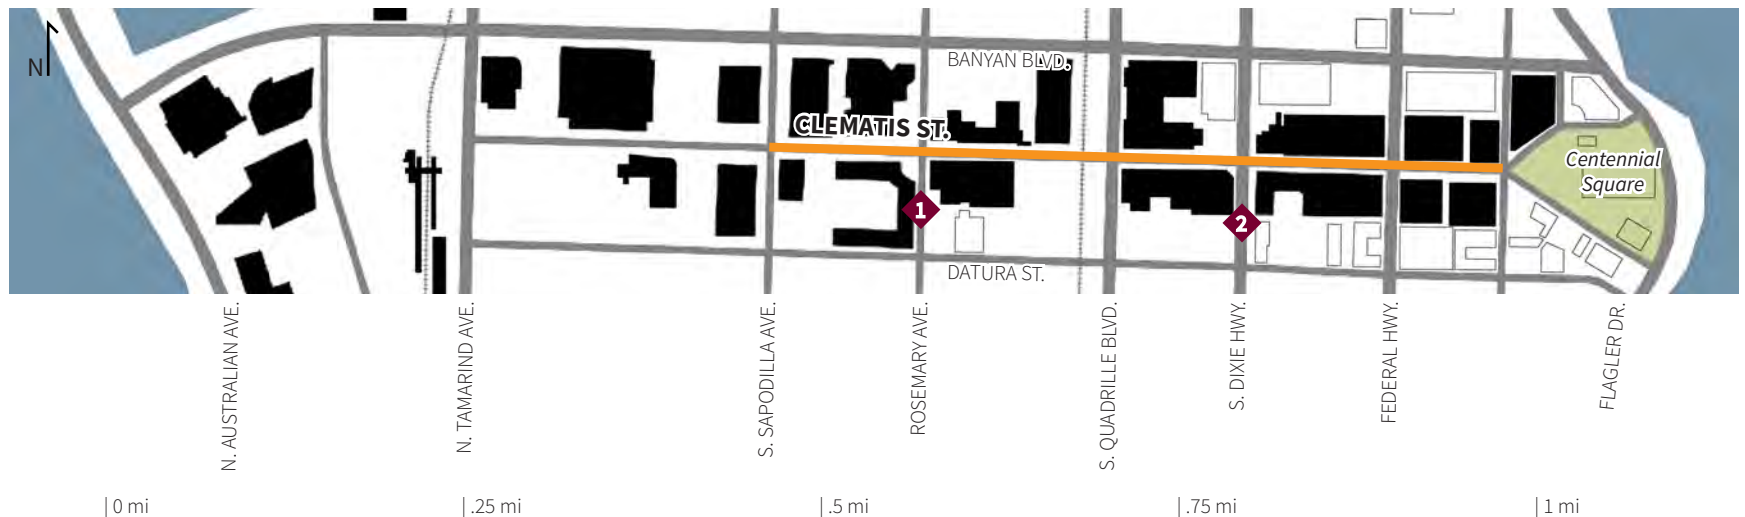 N
BANYAN BLVD.
CLEMATIS ST.
Centennial
Square
1
2
DATURA ST.
N. AUSTRALIAN AVE.
N. TAMARIND AVE.
S. SAPODILLA AVE.
ROSEMARY AVE.
S. QUADRILLE BLVD.
S. DIXIE HWY.
FEDERAL HWY.
FLAGLER DR.
0 mi
.25 mi
.5 mi
.75 mi
1 mi